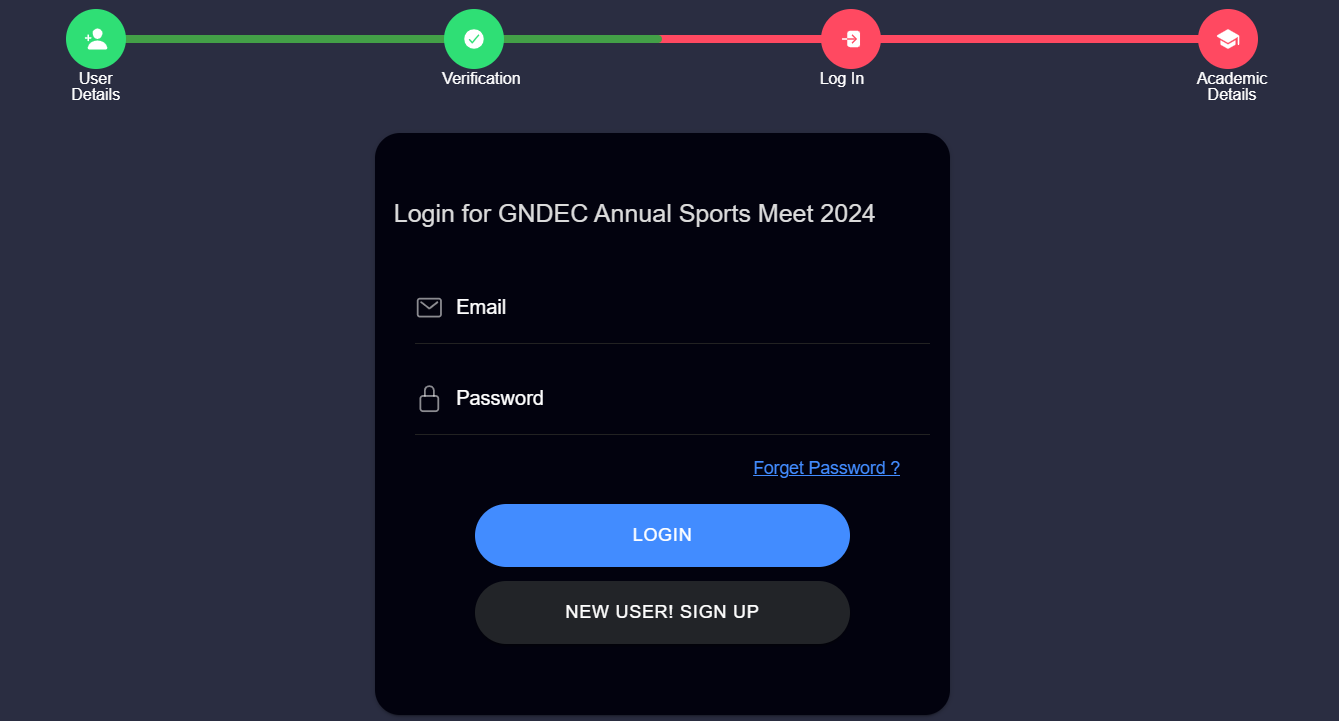 User
Details
Verification
Log In
Academic
Details
Login for GNDEC Annual Sports Meet 2024
Email
Password
Forget Password ?
LOGIN
NEW USER! SIGN UP